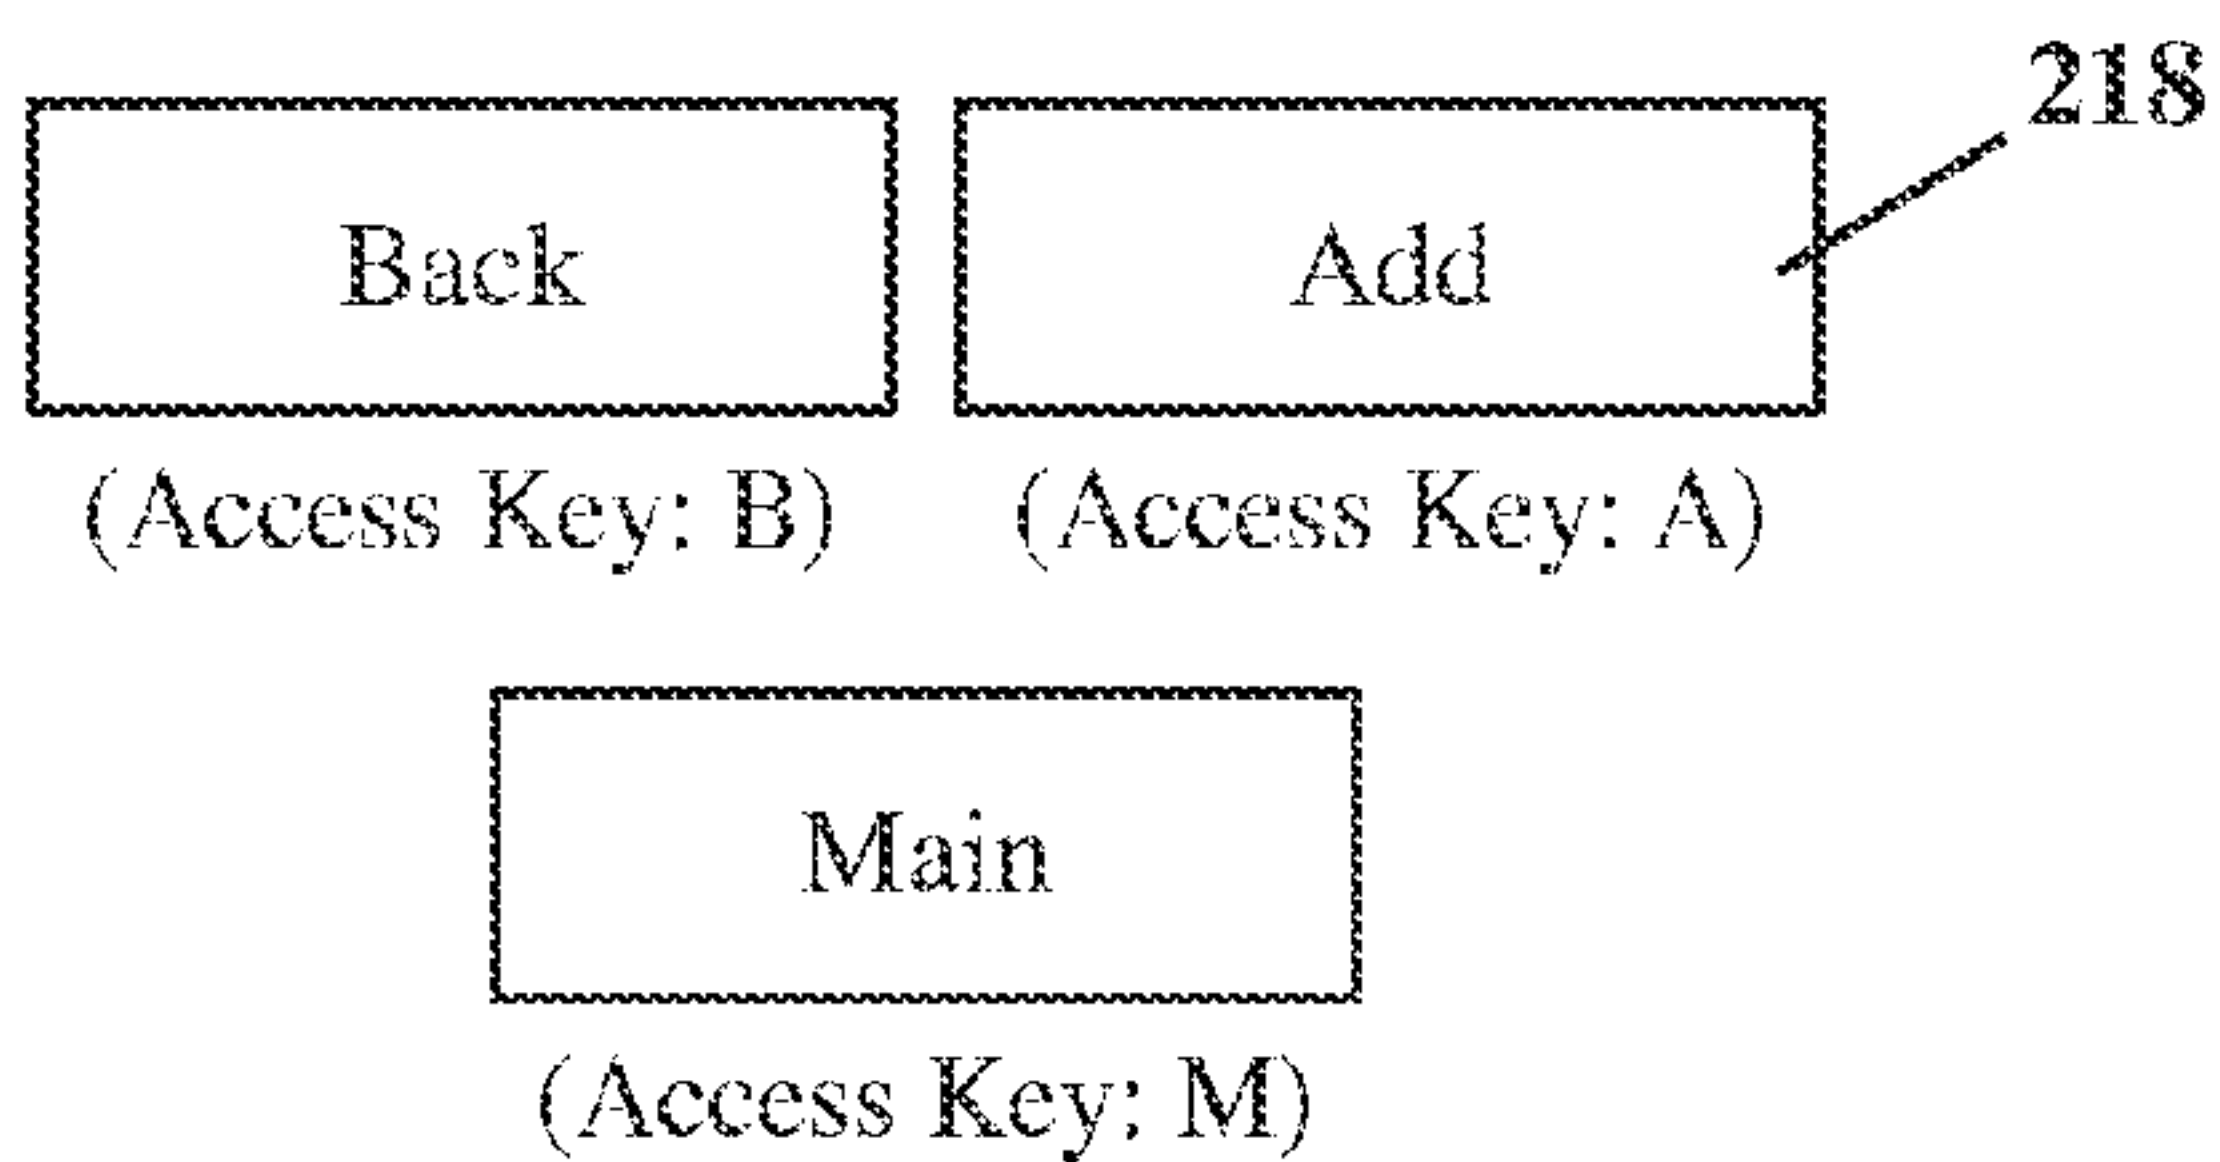 218
Back Add
(Access Key: B) (Access Key: A)
Main
(Access Key: M)